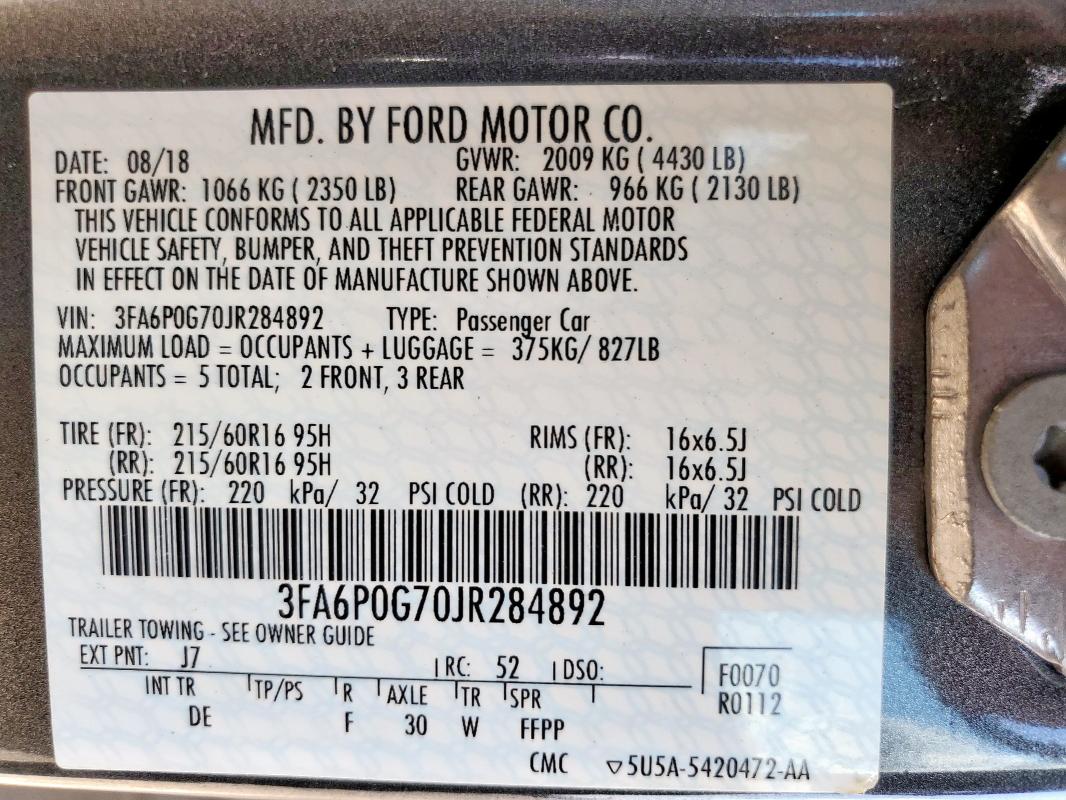 MFD. BY FORD MOTOR CO.
DATE: 08/18 GVWR: 2009 KG ( 4430 LB)
FRONT GAWR: 1066 KG ( 2350 LB) REAR GAWR: 966 KG ( 2130 LB)
THIS VEHICLE CONFORMS TO ALL APPLICABLE FEDERAL MOTOR
VEHICLE SAFETY, BUMPER, AND THEFT PREVENTION STANDARDS
IN EFFECT ON THE DATE OF MANUFACTURE SHOWN ABOVE.
VIN: 3FA6P0G70JR284892 TYPE: Passenger Car
MAXIMUM LOAD = OCCUPANTS + LUGGAGE = 375KG/ 827LB
OCCUPANTS = 5 TOTAL; 2 FRONT, 3 REAR
TIRE (FR): 215/60R16 95H RIMS (FR): 16x6.5J
(RR): 215/60R16 95H (RR): 16x6.5J
PRESSURE (FR): 220 kPa/ 32 PSI COLD (RR): 220 kPa/ 32 PSI COLD
3FA6P0G70JR284892
TRAILER TOWING - SEE OWNER GUIDE
EXT PNT: J7 RC: 52 DSO: F0070
INT TR TP/PS R AXLE TR SPR R0112
DE F 30 W FFPP
CMC ▽5U5A-5420472-AA